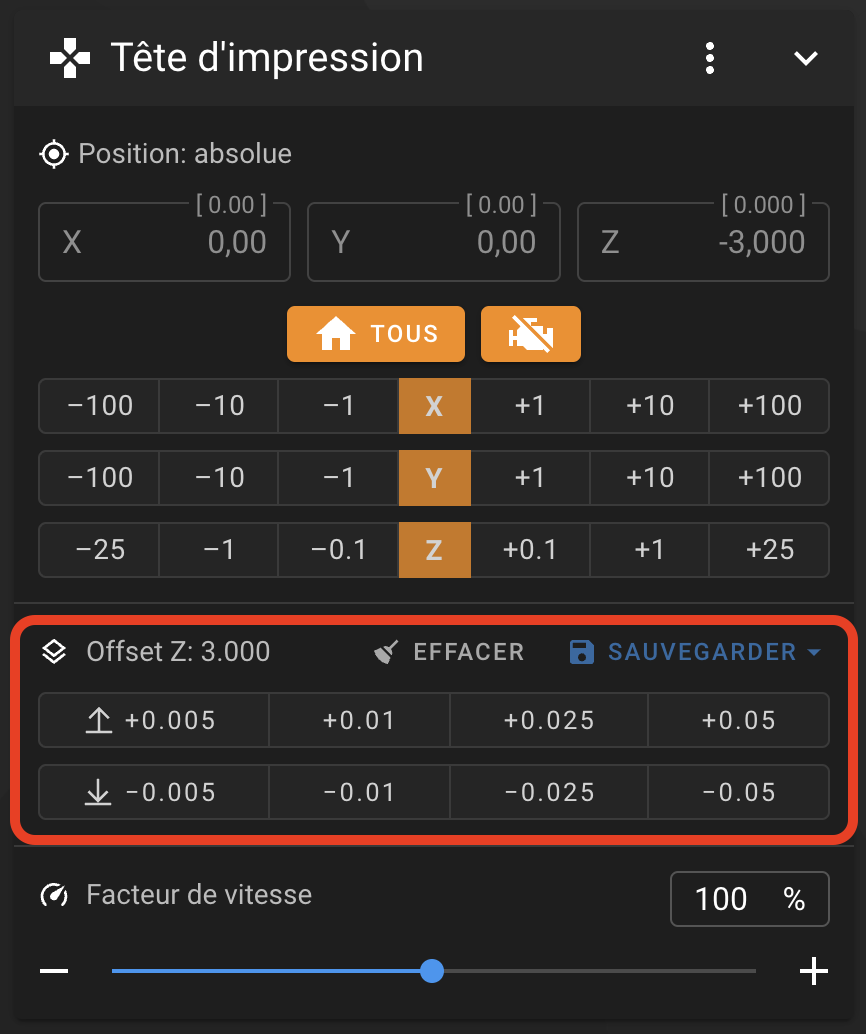 Tête d'impression
Position: absolue
[ 0.00 ] [ 0.00 ] [ 0.000 ]
X 0,00 Y 0,00 Z -3,000
TOUS
−100 −10 −1 X +1 +10 +100
−100 −10 −1 Y +1 +10 +100
−25 −1 −0.1 Z +0.1 +1 +25
Offset Z: 3.000 EFFACER SAUVEGARDER
+0.005 +0.01 +0.025 +0.05
−0.005 −0.01 −0.025 −0.05
Facteur de vitesse 100 %